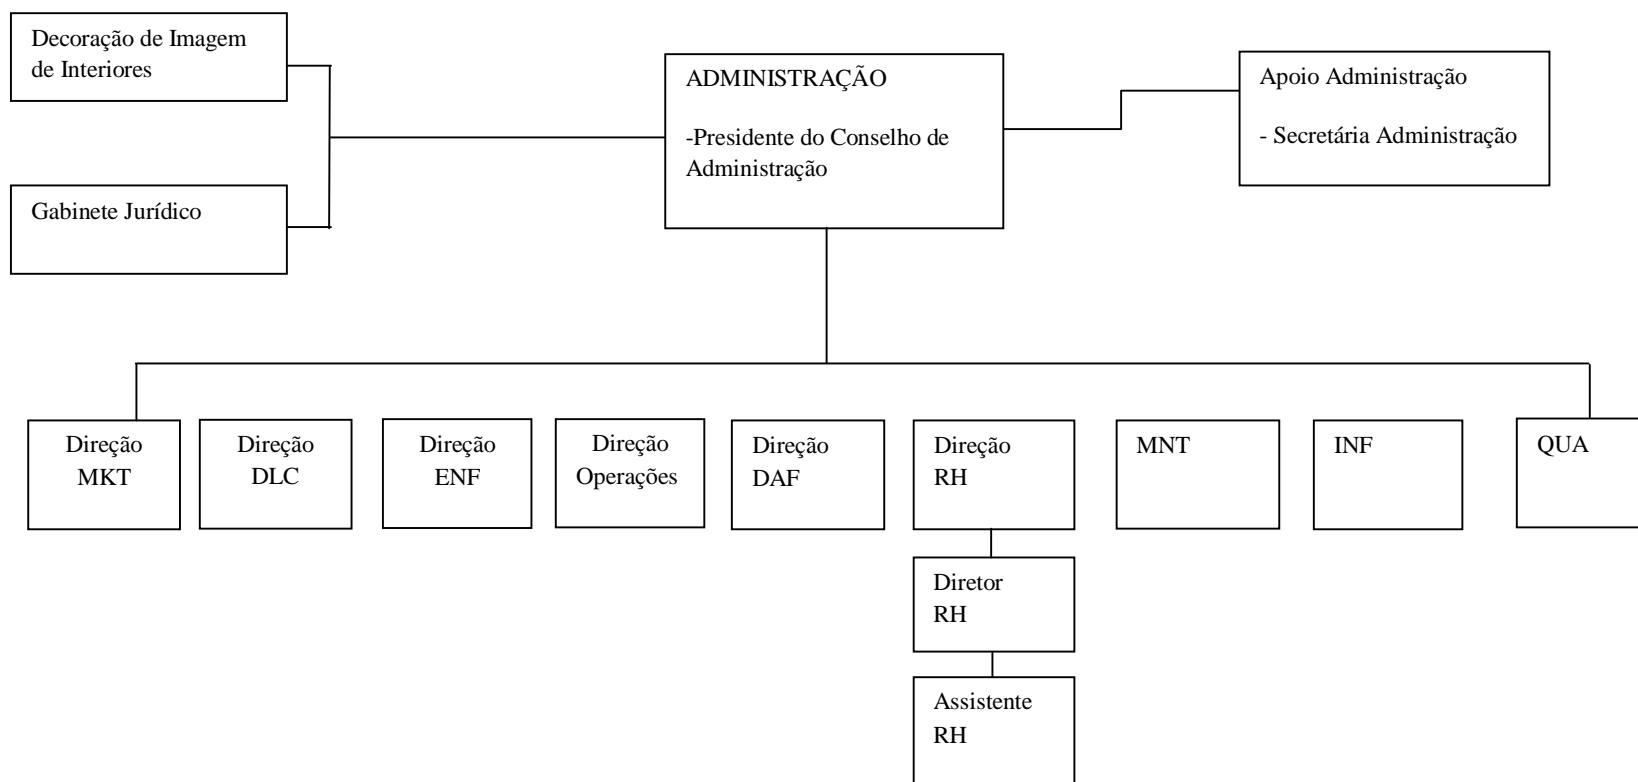 Decoração de Imagem
de Interiores
ADMINISTRAÇÃO
-Presidente do Conselho de
Administração
Apoio Administração
- Secretária Administração
Gabinete Jurídico
Direção
MKT
Direção
DLC
Direção
ENF
Direção
Operações
Direção
DAF
Direção
RH
MNT
INF
QUA
Diretor
RH
Assistente
RH